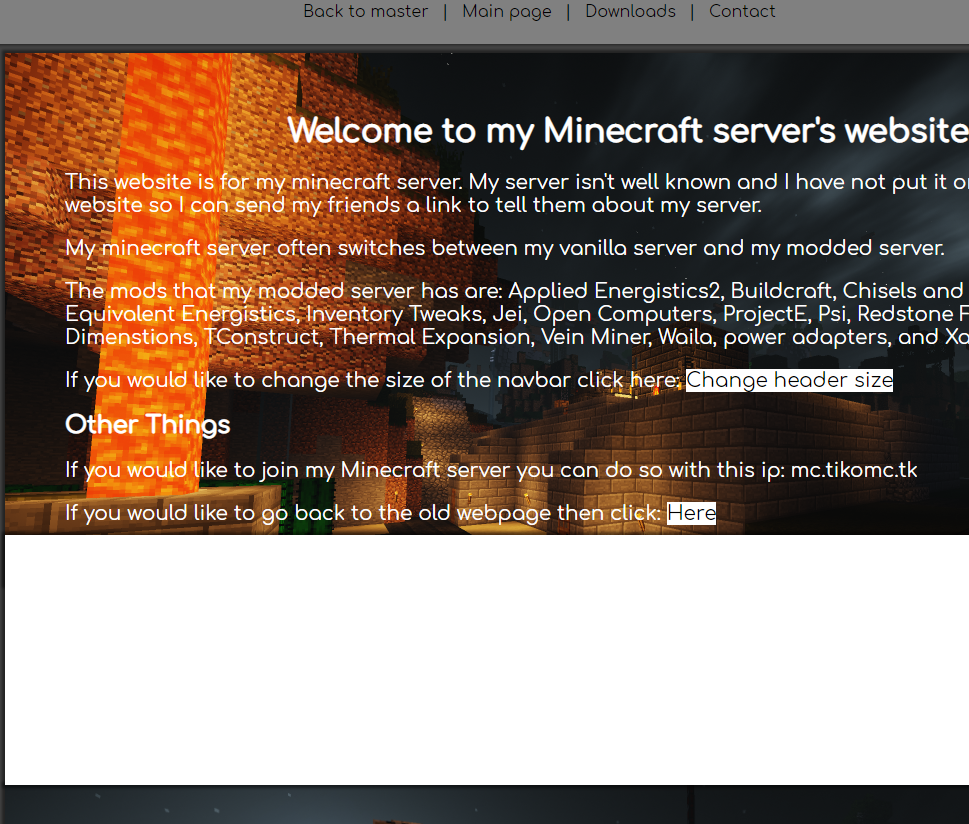 Back to master | Main page | Downloads | Contact
Welcome to my Minecraft server's website
This website is for my minecraft server. My server isn't well known and I have not put it
website so I can send my friends a link to tell them about my server.
My minecraft server often switches between my vanilla server and my modded server.
The mods that my modded server has are: Applied Energistics2, Buildcraft, Chisels and
Equivalent Energistics, Inventory Tweaks, Jei, Open Computers, ProjectE, Psi, Redstone
Dimenstions, TConstruct, Thermal Expansion, Vein Miner, Waila, power adapters, and
If you would like to change the size of the navbar click here: Change header size
Other Things
If you would like to join my Minecraft server you can do so with this ip: mc.tikomc.tk
If you would like to go back to the old webpage then click: Here